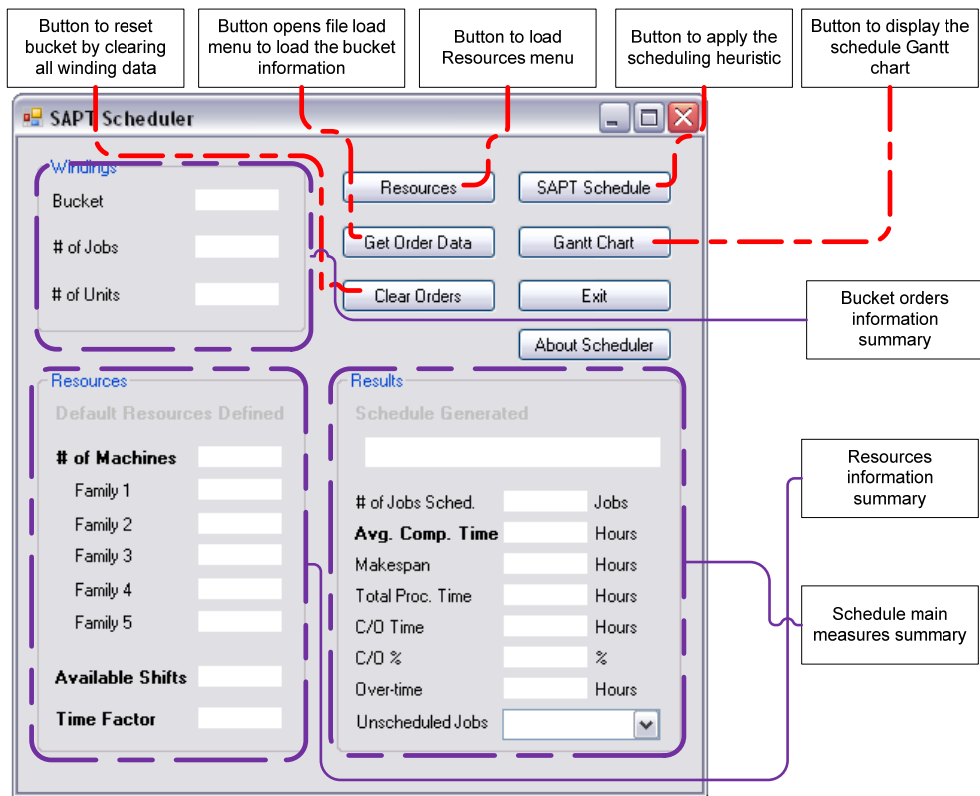 Button to reset
bucket by clearing
all winding data
Button opens file load
menu to load the bucket
information
Button to load
Resources menu
Button to apply the
scheduling heuristic
Button to display the
schedule Gantt
chart
SAPT Scheduler
Windings
Bucket
# of Jobs
# of Units
Resources
SAPT Schedule
Get Order Data
Gantt Chart
Clear Orders
Exit
About Scheduler
Bucket orders
information
summary
Resources
Default Resources Defined
# of Machines
Family 1
Family 2
Family 3
Family 4
Family 5
Available Shifts
Time Factor
Results
Schedule Generated
# of Jobs Sched. Jobs
Avg. Comp. Time Hours
Makespan Hours
Total Proc. Time Hours
C/O Time Hours
C/O % %
Over-time Hours
Unscheduled Jobs
Resources
information
summary
Schedule main
measures summary